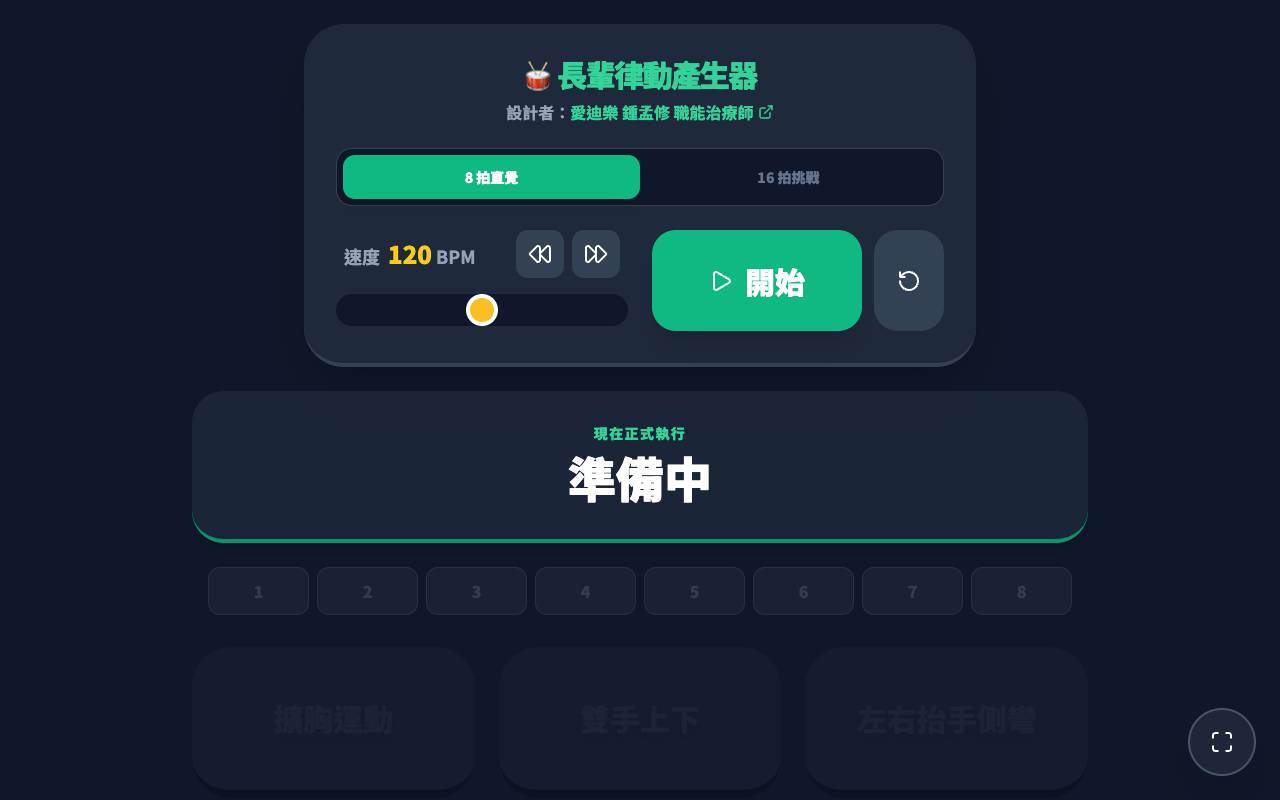 🥁 長輩律動產生器
設計者：愛迪樂 鍾孟修 職能治療師
8 拍直覺
16 拍挑戰
速度 120 BPM
開始
現在正式執行
準備中
1 2 3 4 5 6 7 8
擴胸運動
雙手上下
左右抬手側彎